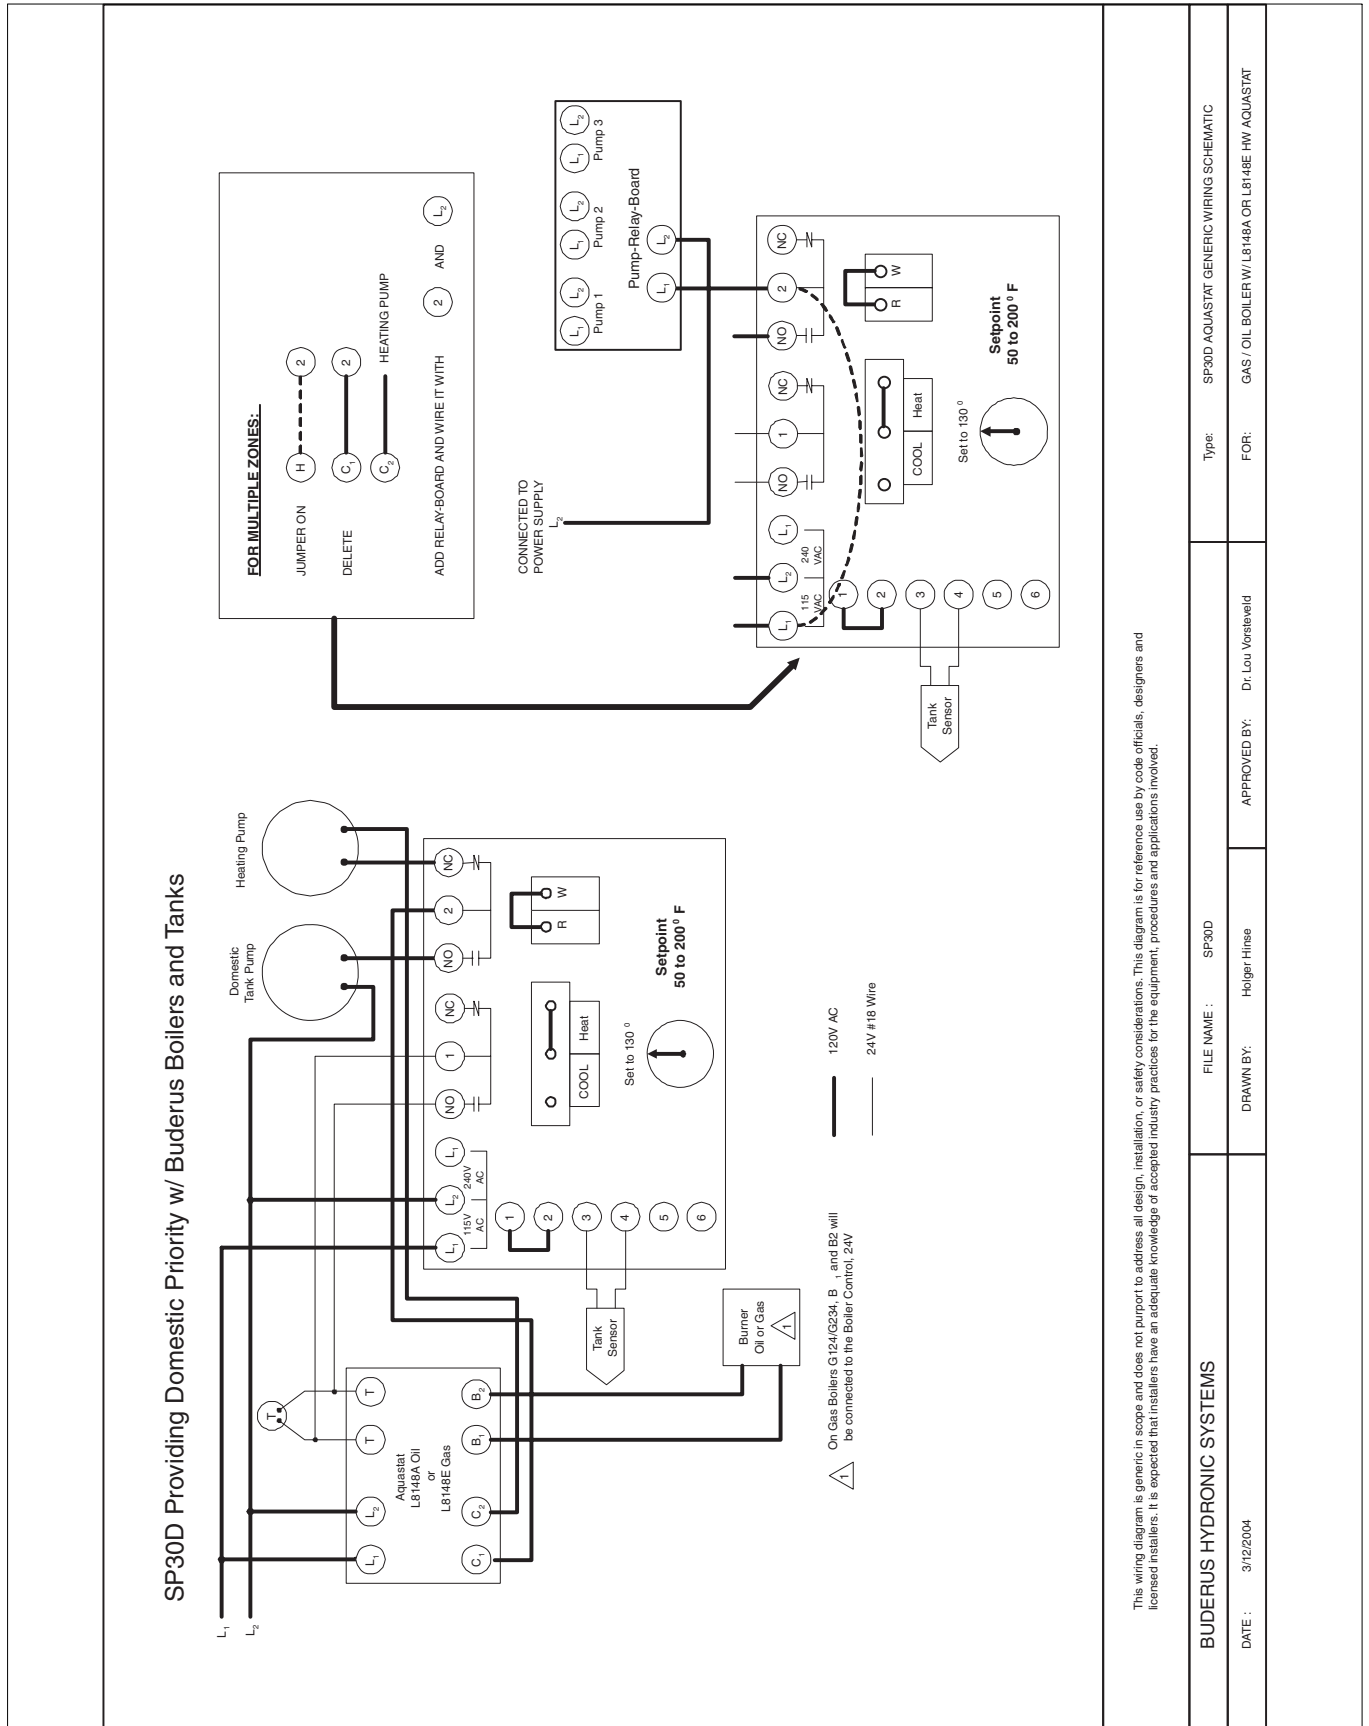 SP30D Providing Domestic Priority w/ Buderus Boilers and Tanks
L1
L2
T
Domestic
Tank Pump
Heating Pump
L1
L2
T
T
Aquastat
L8148A Oil
or
L8148E Gas
C1
C2
B1
B2
L1
L2
L1
NO
1
NC
NO
2
NC
115V
AC
240V
AC
1
2
3
4
5
6
COOL
Heat
R
W
Set to 130 0
Setpoint
50 to 200 0 F
Tank
Sensor
Burner
Oil or Gas
1
1
On Gas Boilers G124/G234, B 1 and B2 will
be connected to the Boiler Control, 24V
120V AC
24V #18 Wire
FOR MULTIPLE ZONES:
JUMPER ON
H
2
DELETE
C1
2
C2
HEATING PUMP
ADD RELAY-BOARD AND WIRE IT WITH
2
AND
L2
CONNECTED TO
POWER SUPPLY
L2
L1
L2
L1
L2
L1
L2
Pump 1
Pump 2
Pump 3
Pump-Relay-Board
L1
L2
L1
L2
L1
NO
1
NC
NO
2
NC
115
VAC
240
VAC
1
2
3
4
5
6
COOL
Heat
R
W
Set to 130 0
Setpoint
50 to 200 0 F
Tank
Sensor
This wiring diagram is generic in scope and does not purport to address all design, installation, or safety considerations. This diagram is for reference use by code officials, designers and
licensed installers. It is expected that installers have an adequate knowledge of accepted industry practices for the equipment, procedures and applications involved.
BUDERUS HYDRONIC SYSTEMS
FILE NAME : SP30D
Type: SP30D AQUASTAT GENERIC WIRING SCHEMATIC
DATE : 3/12/2004
DRAWN BY: Holger Hinse
APPROVED BY: Dr. Lou Vorsteveld
FOR: GAS / OIL BOILER W/ L8148A OR L8148E HW AQUASTAT